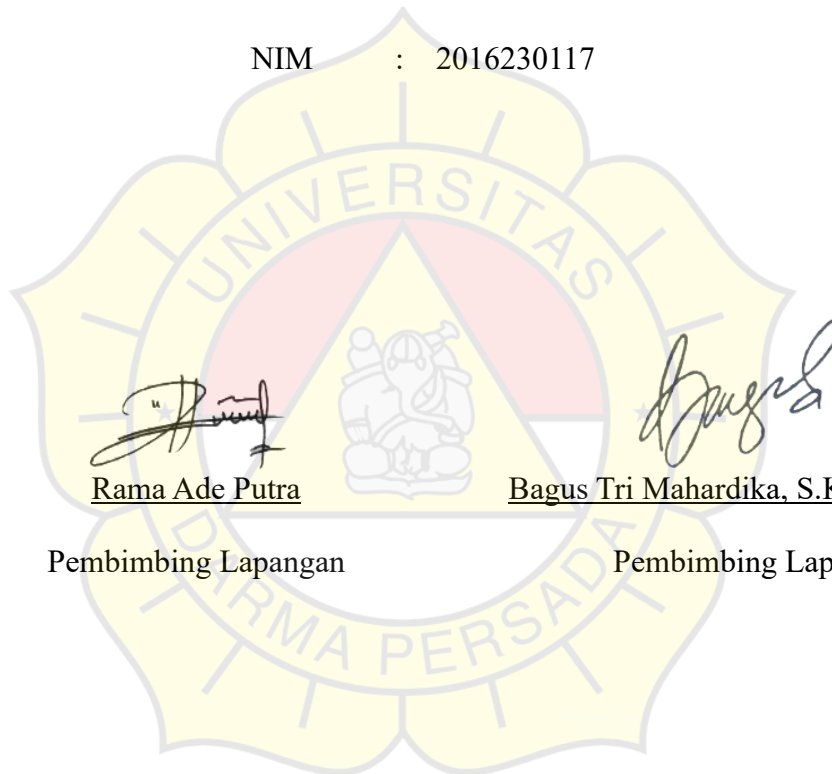 NIM : 2016230117
UNIVERSITAS
Rama Ade Putra Bagus Tri Mahardika, S.K
Pembimbing Lapangan Pembimbing Lap
DARMA PERSADA